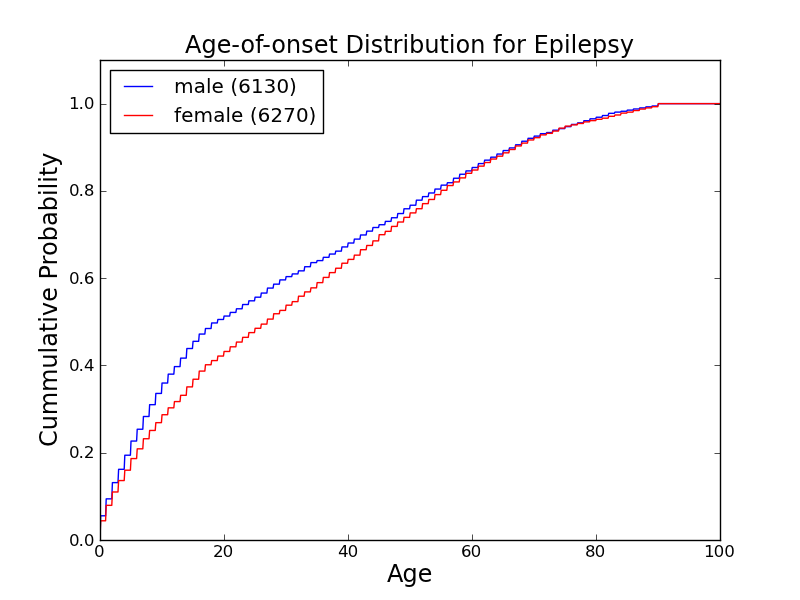 Age-of-onset Distribution for Epilepsy
male (6130)
female (6270)
Cummulative Probability
1.0
0.8
0.6
0.4
0.2
0.0
0 20 40 60 80 100
Age